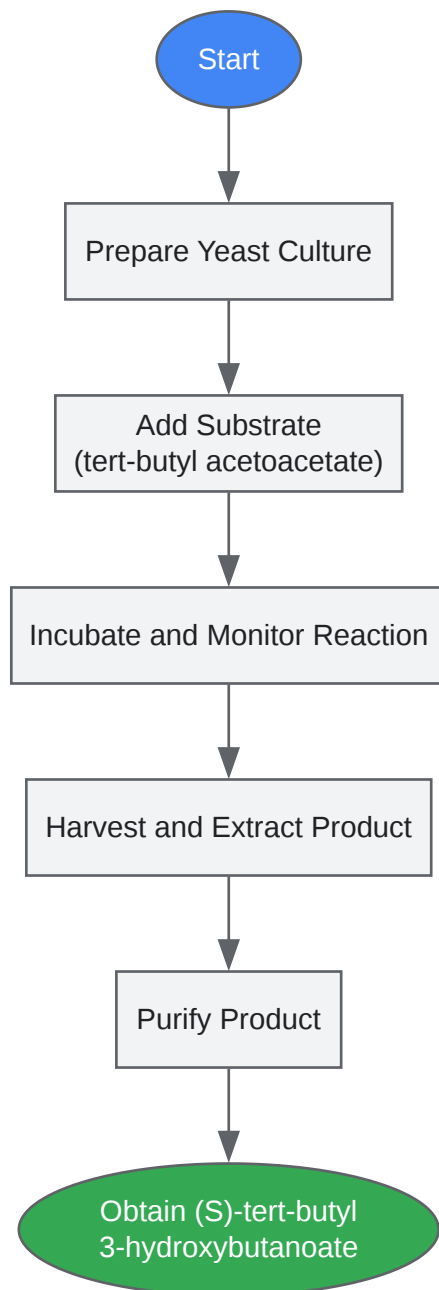 Start
Prepare Yeast Culture
Add Substrate
(tert-butyl acetoacetate)
Incubate and Monitor Reaction
Harvest and Extract Product
Purify Product
Obtain (S)-tert-butyl
3-hydroxybutanoate